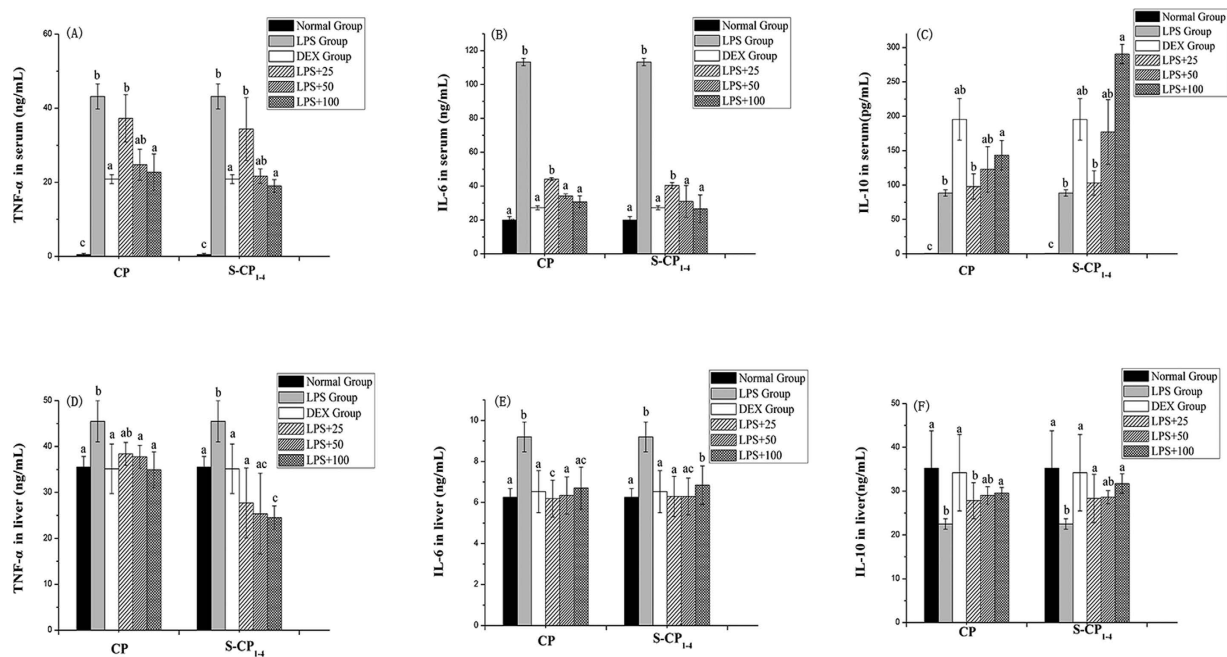 (A)
Normal Group
LPS Group
DEX Group
LPS+25
LPS+50
LPS+100
TNF-α in serum (ng/mL)
60
40
20
0
c
b
a
b
ab
a
c
b
a
b
ab
a
CP
S-CP1-4
(B)
Normal Group
LPS Group
DEX Group
LPS+25
LPS+50
LPS+100
IL-6 in serum (ng/mL)
120
100
80
60
40
20
0
a
b
a
b
a
a
a
b
a
b
a
a
CP
S-CP1-4
(C)
Normal Group
LPS Group
DEX Group
LPS+25
LPS+50
LPS+100
IL-10 in serum(pg/mL)
300
250
200
150
100
50
0
c
b
ab
b
ab
a
c
b
ab
b
ab
a
CP
S-CP1-4
(D)
Normal Group
LPS Group
DEX Group
LPS+25
LPS+50
LPS+100
TNF-α in liver (ng/mL)
50
40
30
20
10
0
a
b
a
ab
a
a
a
b
a
a
ac
c
CP
S-CP1-4
(E)
Normal Group
LPS Group
DEX Group
LPS+25
LPS+50
LPS+100
IL-6 in liver (ng/mL)
8
6
4
2
0
a
b
a
c
a
ac
a
b
a
a
ac
b
CP
S-CP1-4
(F)
Normal Group
LPS Group
DEX Group
LPS+25
LPS+50
LPS+100
IL-10 in liver(ng/mL)
50
40
30
20
10
0
a
b
a
b
ab
a
a
b
a
a
ab
a
CP
S-CP1-4